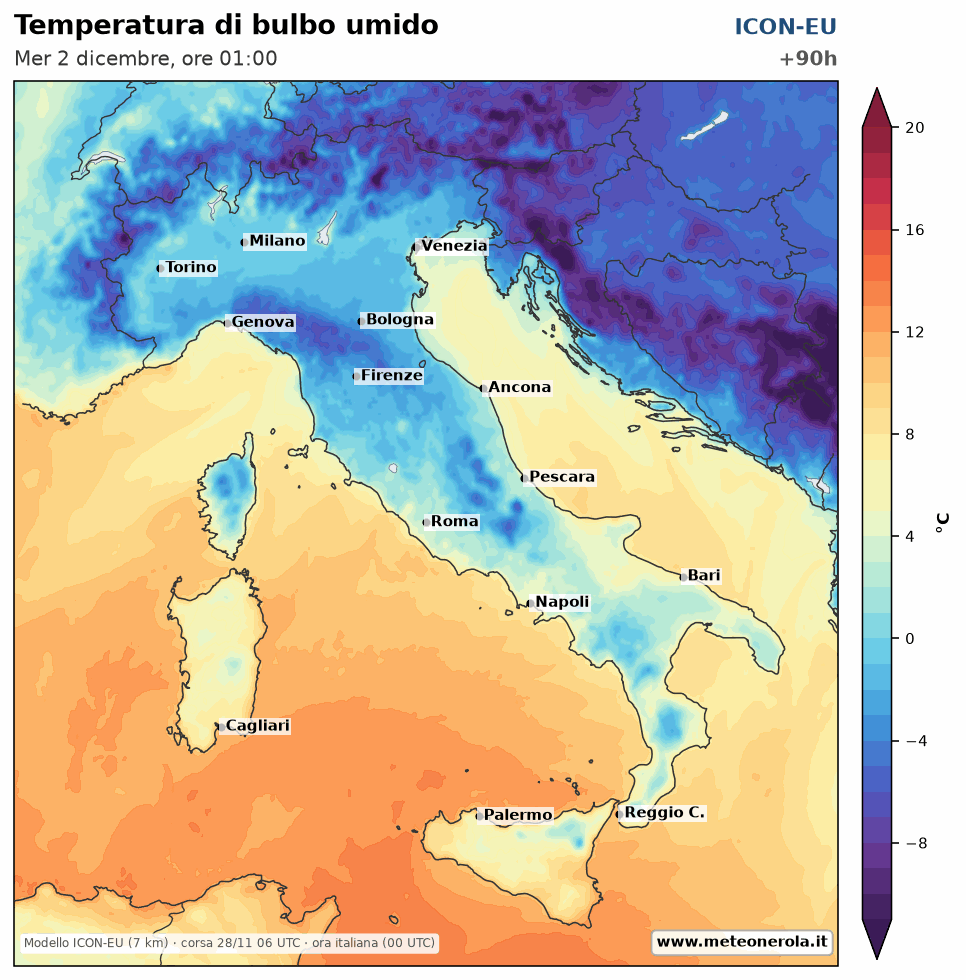 Temperatura di bulbo umido
ICON-EU
Mer 2 dicembre, ore 01:00
+90h
20
16
12
8
4
0
−4
−8
°C
Milano
Venezia
Torino
Genova
Bologna
Firenze
Ancona
Pescara
Roma
Bari
Napoli
Cagliari
Palermo
Reggio C.
Modello ICON-EU (7 km) · corsa 28/11 06 UTC · ora italiana (00 UTC)
www.meteonerola.it